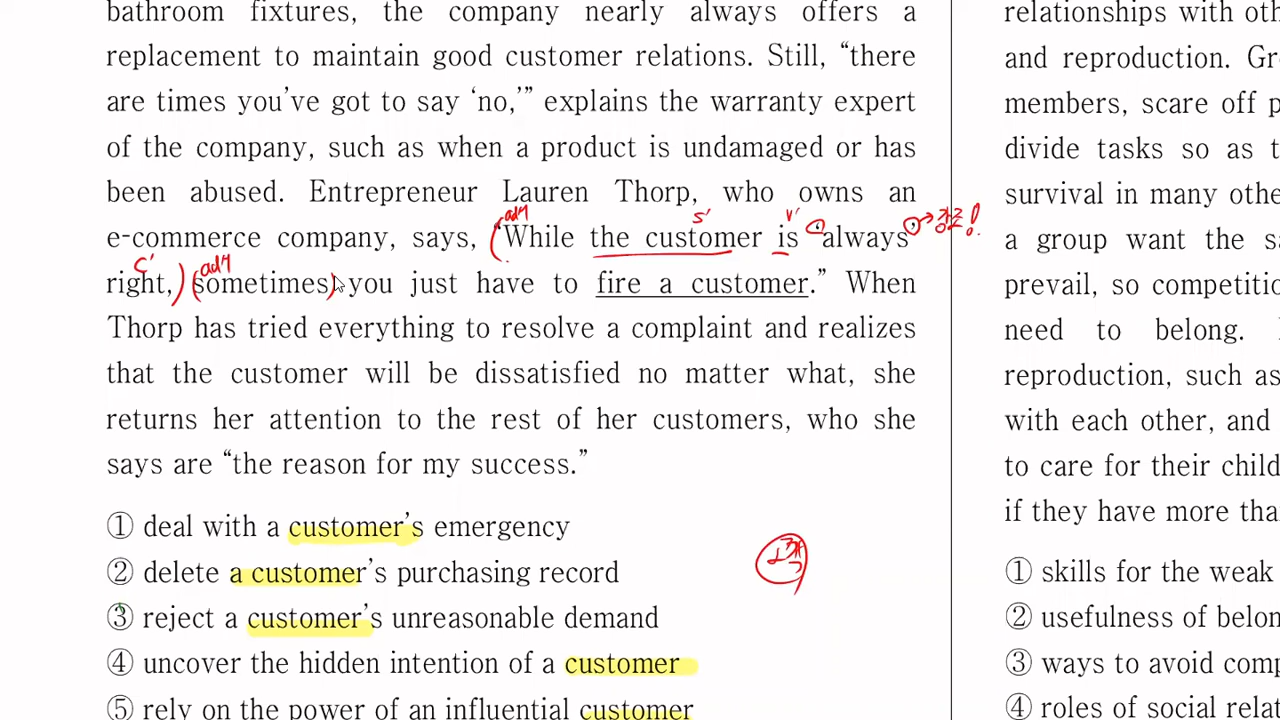 bathroom fixtures, the company nearly always offers a
replacement to maintain good customer relations. Still, “there
are times you’ve got to say ‘no,’” explains the warranty expert
of the company, such as when a product is undamaged or has
been abused. Entrepreneur Lauren Thorp, who owns an
adv s' v' 강조!
e-commerce company, says, “While the customer is ‘always’
c' adv
right,) (sometimes) you just have to fire a customer.” When
Thorp has tried everything to resolve a complaint and realizes
that the customer will be dissatisfied no matter what, she
returns her attention to the rest of her customers, who she
says are “the reason for my success.”
① deal with a customer’s emergency
② delete a customer’s purchasing record
③ reject a customer’s unreasonable demand
④ uncover the hidden intention of a customer
⑤ rely on the power of an influential customer
relationships with oth
and reproduction. Gr
members, scare off p
divide tasks so as t
survival in many othe
a group want the s
prevail, so competitio
need to belong.
reproduction, such as
with each other, and
to care for their child
if they have more tha
① skills for the weak
② usefulness of belon
③ ways to avoid comp
④ roles of social relat